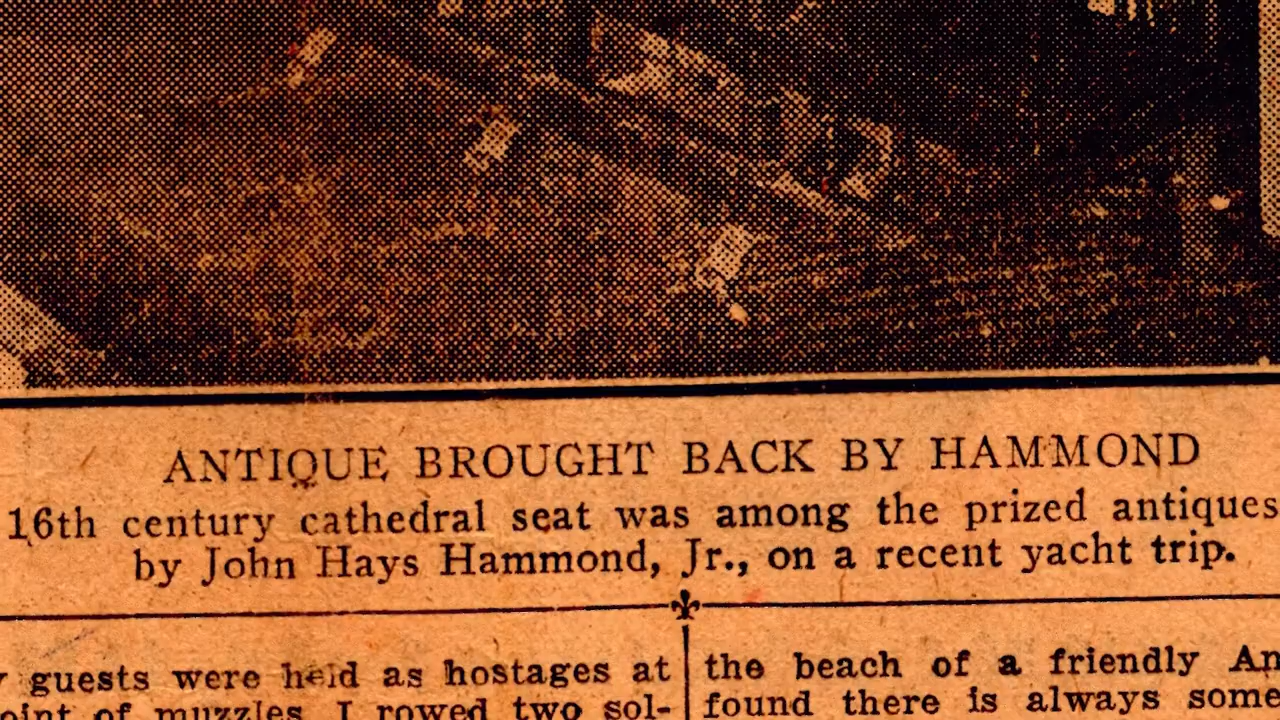 ANTIQUE BROUGHT BACK BY HAMMOND
16th century cathedral seat was among the prized antiques
by John Hays Hammond, Jr., on a recent yacht trip.
guests were held as hostages at
of muzzles. I rowed two sol-
the beach of a friendly
found there is always some